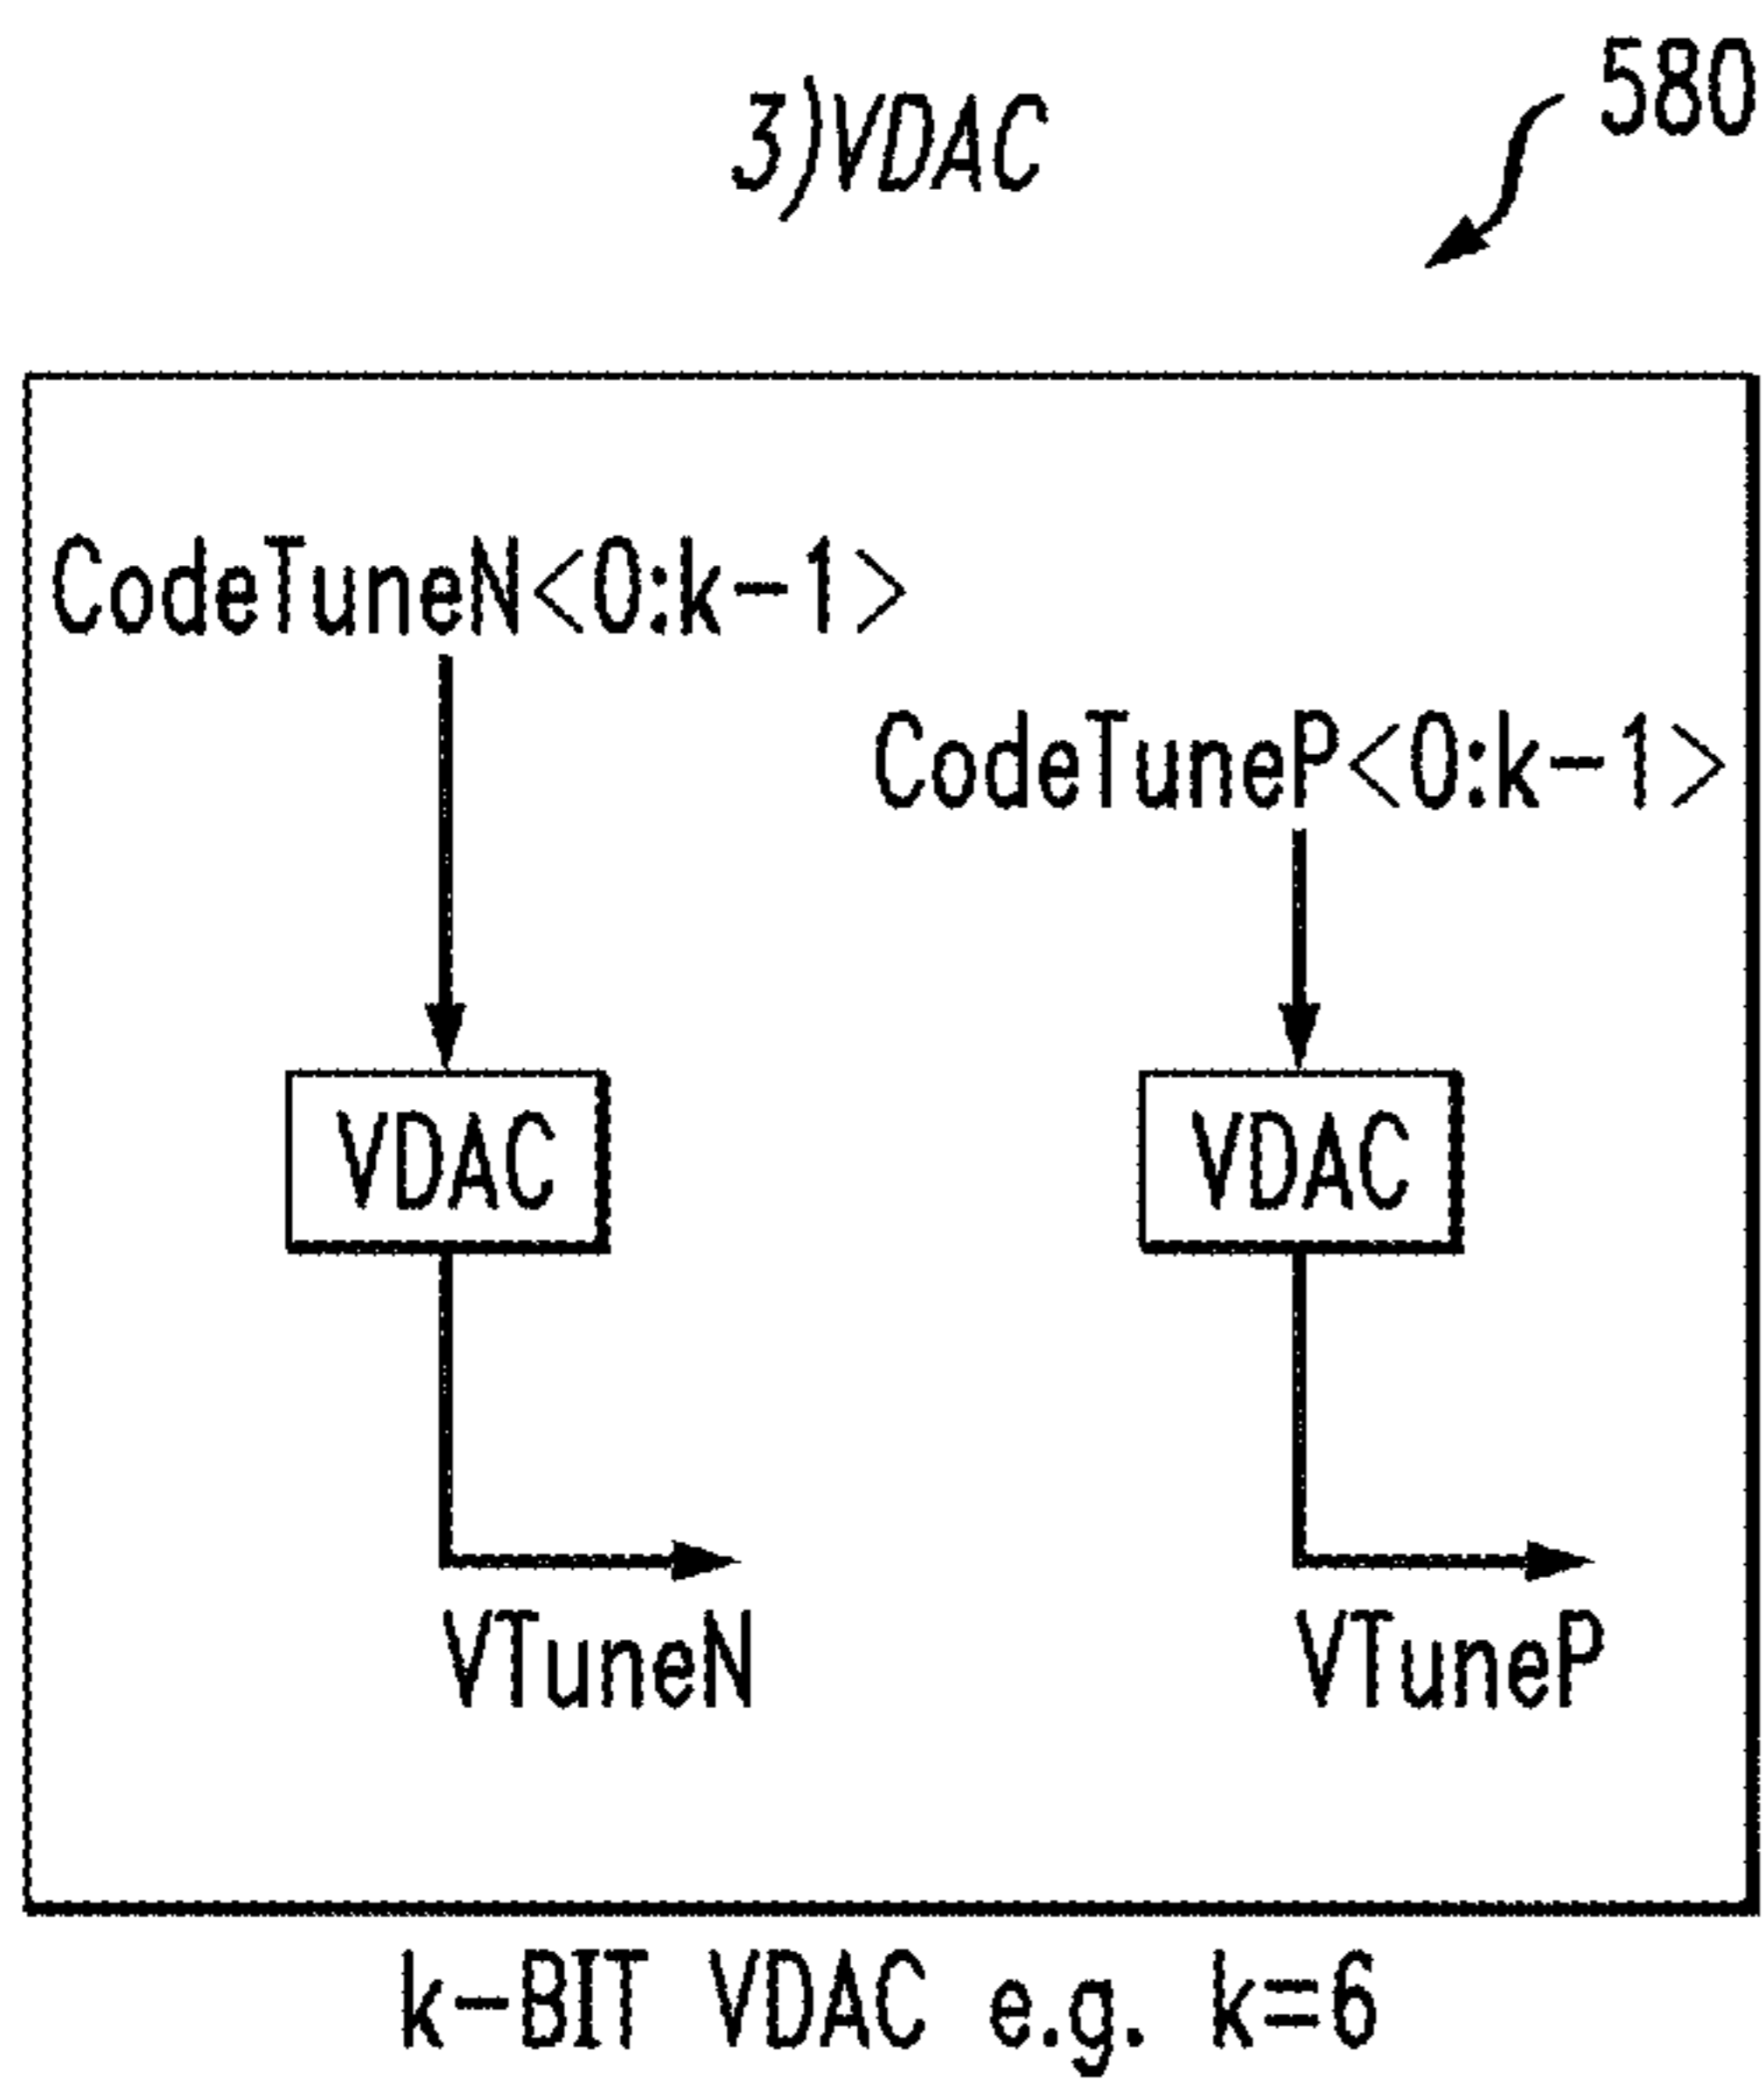 580
3)VDAC
CodeTuneN<0:k-1>
CodeTuneP<0:k-1>
VDAC
VDAC
VTuneN
VTuneP
k-BIT VDAC e.g. k=6